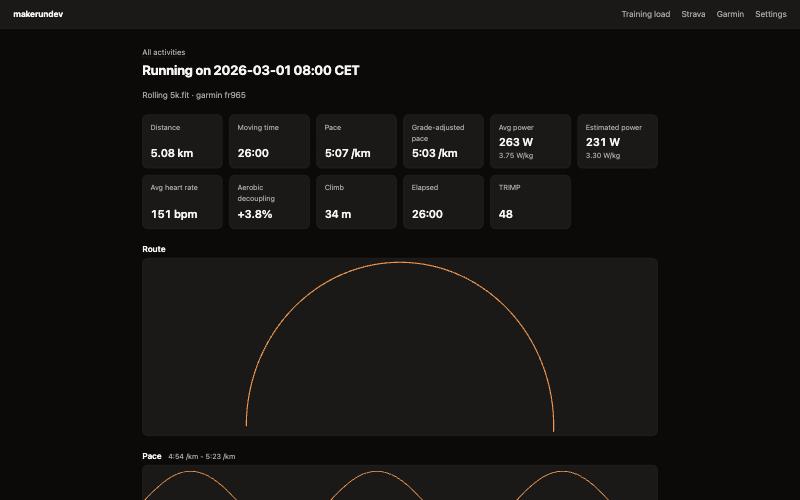 makerundev
Training load Strava Garmin Settings
All activities
Running on 2026-03-01 08:00 CET
Rolling 5k.fit · garmin fr965
Distance
5.08 km
Moving time
26:00
Pace
5:07 /km
Grade-adjusted
pace
5:03 /km
Avg power
263 W
3.75 W/kg
Estimated power
231 W
3.30 W/kg
Avg heart rate
151 bpm
Aerobic
decoupling
+3.8%
Climb
34 m
Elapsed
26:00
TRIMP
48
Route
Pace 4:54 /km - 5:23 /km